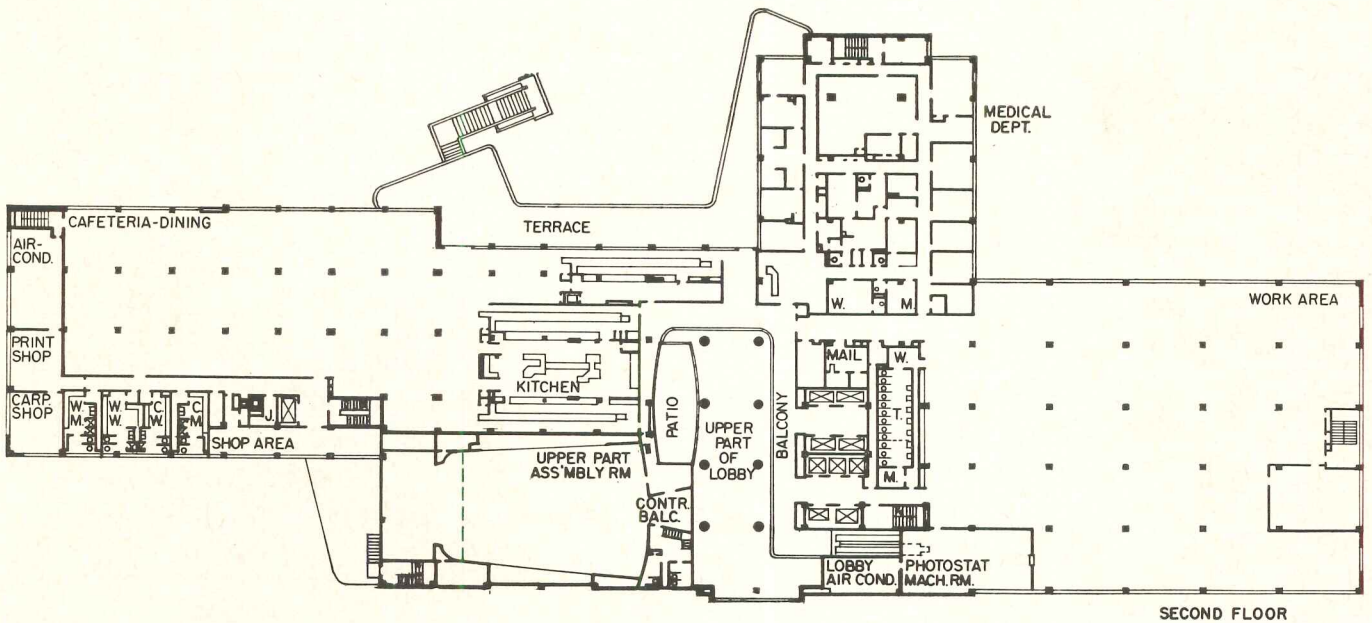 MEDICAL
DEPT.
CAFETERIA-DINING
TERRACE
AIR-
COND.
WORK AREA
W.
M.
PRINT
SHOP
MAIL
W.
KITCHEN
PATIO
UPPER
PART
OF
LOBBY
BALCONY
T.
M.
CARP.
SHOP
W.
M.
W.
W.
C.
W.
C.
M.
J.
SHOP AREA
UPPER PART
ASS'MBLY RM
CONTR.
BALC.
LOBBY
AIR COND.
PHOTOSTAT
MACH. RM.
SECOND FLOOR